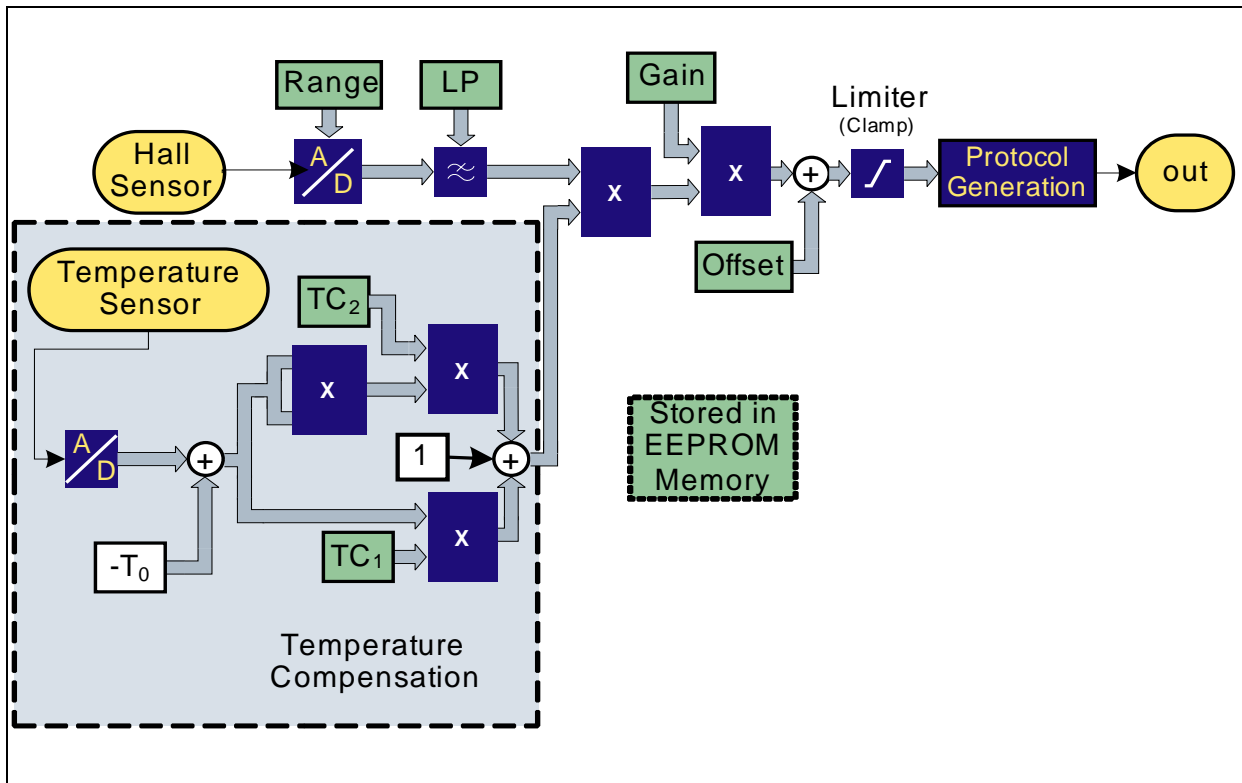 Range
LP
Gain
Limiter
(Clamp)
Hall
Sensor
A
D
≈
x
x
+
Protocol
Generation
out
Offset
Temperature
Sensor
TC₂
x
x
A
D
+
1
+
-T₀
TC₁
x
Stored in
EEPROM
Memory
Temperature
Compensation